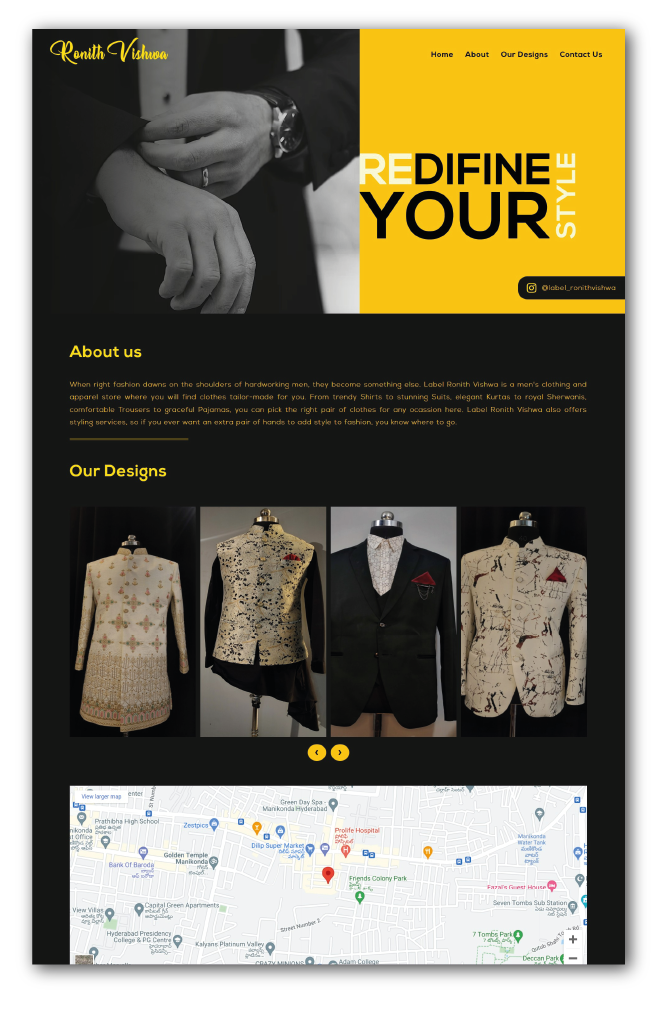 Ronith Vishwa
Home About Our Designs Contact Us
REDIFINE
YOUR
STYLE
@label_ronithvishwa
About us
When right fashion dawns on the shoulders of hardworking men, they become something else. Label Ronith Vishwa is a men's clothing and
apparel store where you will find clothes tailor-made for you. From trendy Shirts to stunning Suits, elegant Kurtas to royal Sherwanis,
comfortable Trousers to graceful Pajamas, you can pick the right pair of clothes for any ocassion here. Label Ronith Vishwa also offers
styling services, so if you ever want an extra pair of hands to add style to fashion, you know where to go.
Our Designs
View larger map
enter
Green Day Spa -
Manikonda Hyderabad
Prathibha High School
Zestpics
Prolife Hospital
Manikonda
Water Tank
Dilip Super Market
Golden Temple
Manikonda
Bank Of Baroda
Friends Colony Park
Fazal's Guest House
View Villas
Capital Green Apartments
Seven Tombs Sub Station
Street Number 2
Hyderabad Presidency
College & PG Centre
Kalyans Platinum Valley
7 Tombs Park
Deccan Park
CRAZY MINIONS
Adam College